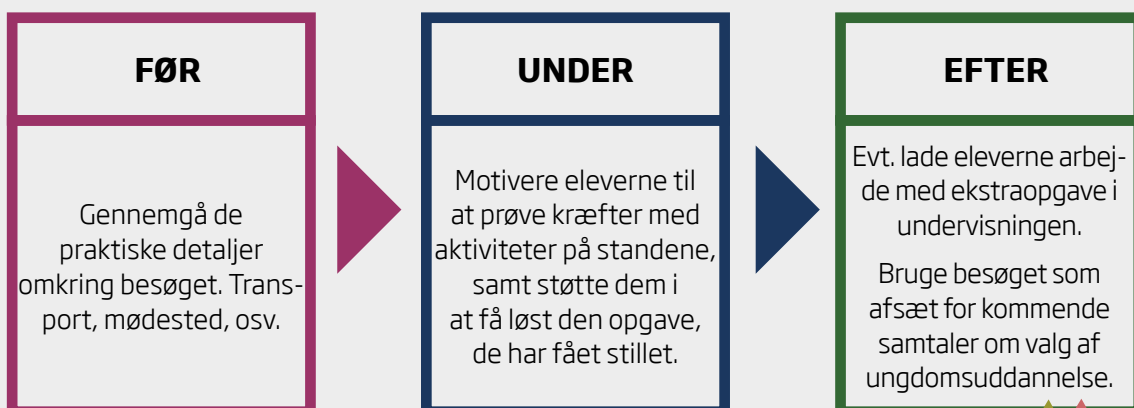 FØR
Gennemgå de
praktiske detaljer
omkring besøget. Trans-
port, mødested, osv.
UNDER
Motivere eleverne til
at prøve kræfter med
aktiviteter på standene,
samt støtte dem i
at få løst den opgave,
de har fået stillet.
EFTER
Evt. lade eleverne arbej-
de med ekstraopgave i
undervisningen.
Bruge besøget som
afsæt for kommende
samtaler om valg af
ungdomsuddannelse.